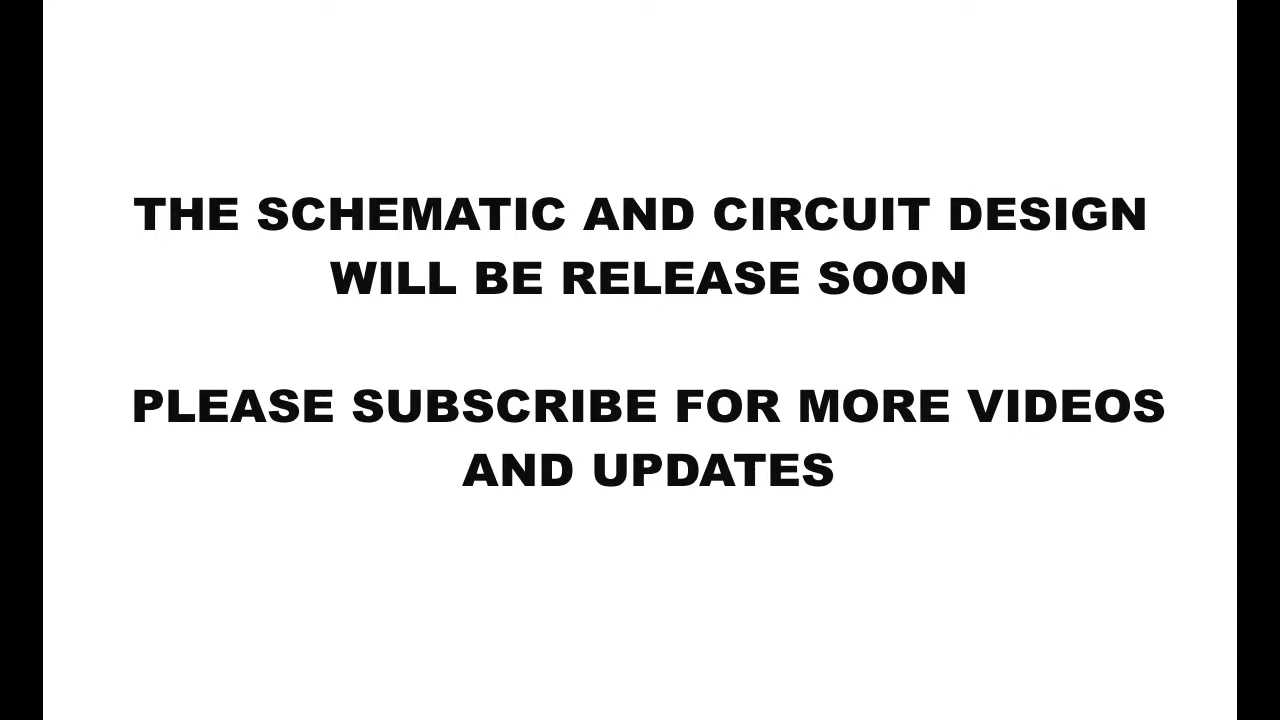 THE SCHEMATIC AND CIRCUIT DESIGN
WILL BE RELEASE SOON
PLEASE SUBSCRIBE FOR MORE VIDEOS
AND UPDATES